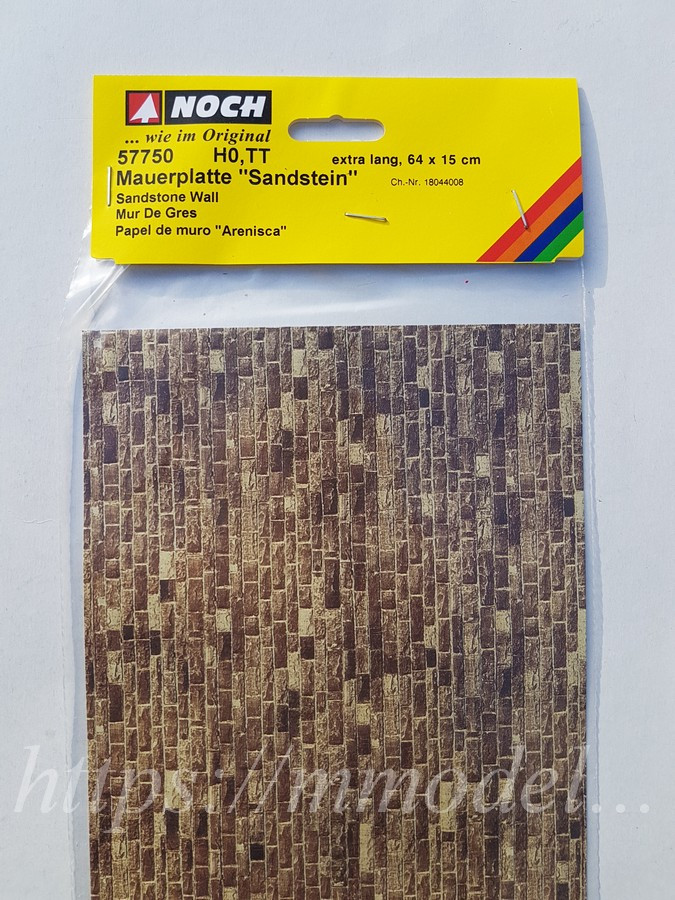 NOCH
... wie im Original
57750 H0,TT extra lang, 64 x 15 cm
Mauerplatte "Sandstein" Ch.-Nr. 18044008
Sandstone Wall
Mur De Gres
Papel de muro "Arenisca"
https://mmodel...